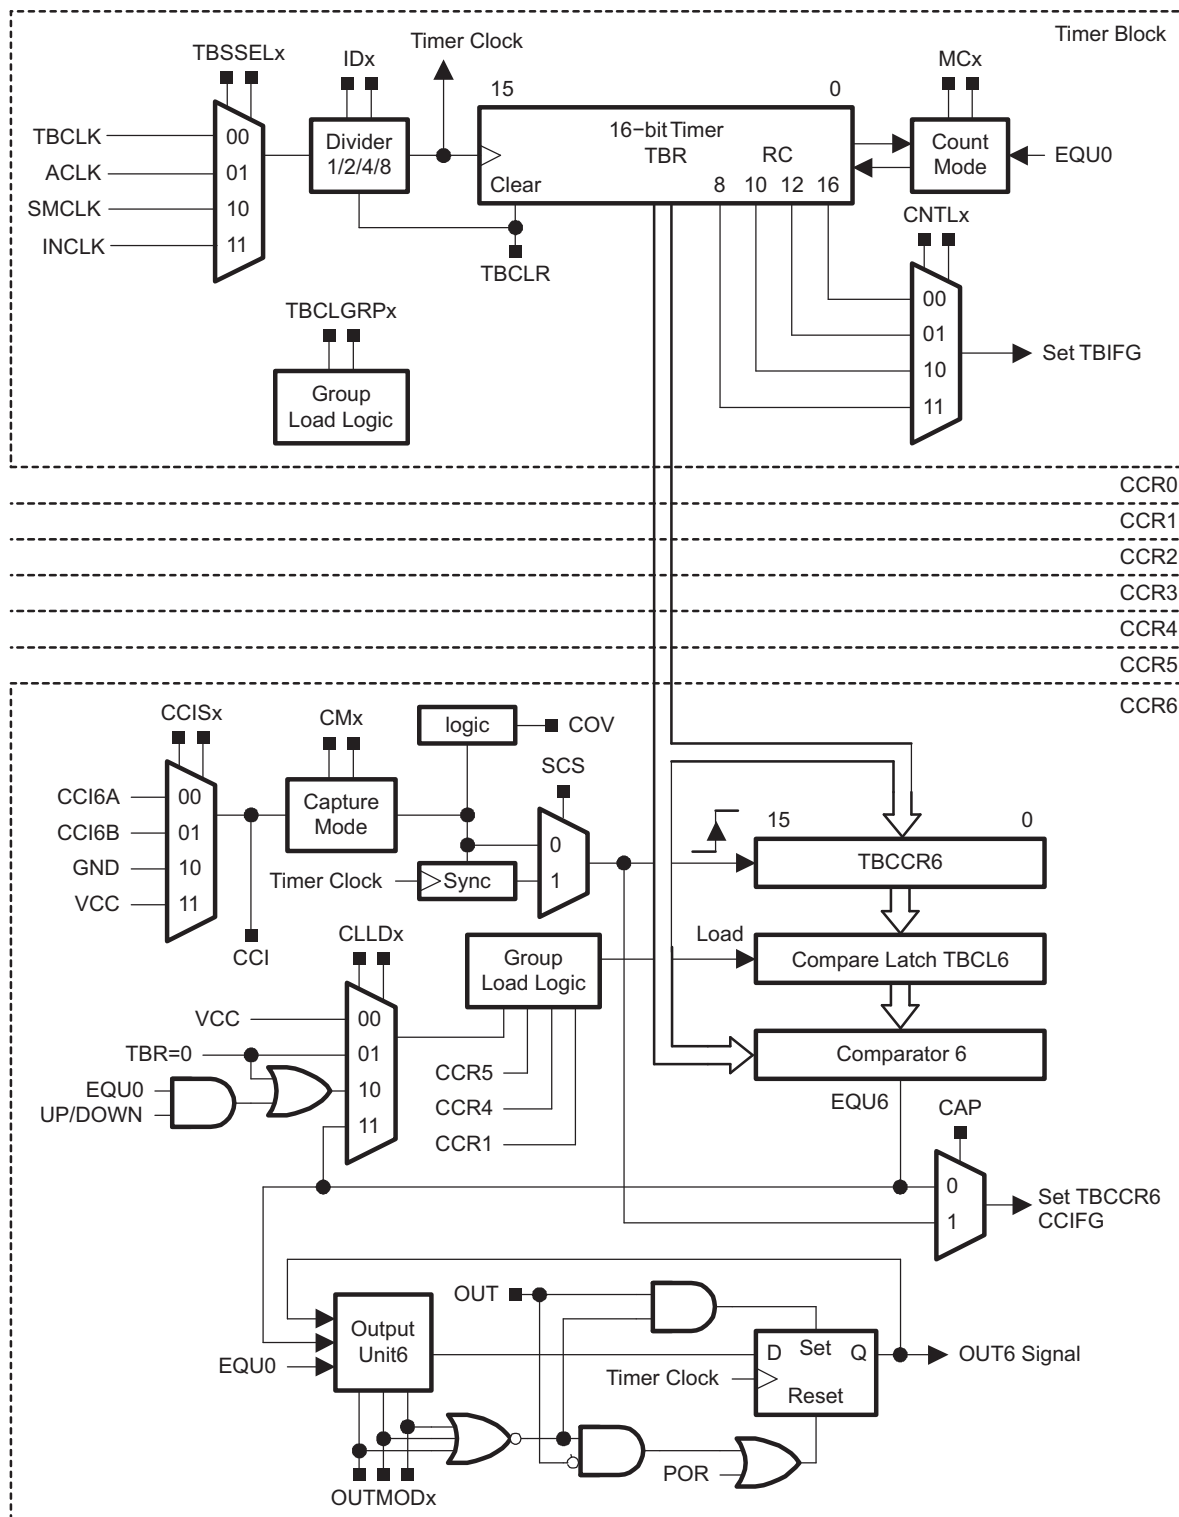 Timer Block
Timer Clock
TBSSELx
IDx
15
0
MCx
TBCLK
ACLK
SMCLK
INCLK
00
01
10
11
Divider
1/2/4/8
16−bit Timer
TBR
RC
Clear
8 10 12 16
Count
Mode
EQU0
TBCLR
CNTLx
00
01
10
11
Set TBIFG
TBCLGRPx
Group
Load Logic
CCR0
CCR1
CCR2
CCR3
CCR4
CCR5
CCR6
CCISx
CMx
logic
COV
SCS
CCI6A
CCI6B
GND
VCC
00
01
10
11
Capture
Mode
Timer Clock
Sync
0
1
15
0
TBCCR6
CCI
CLLDx
Group
Load Logic
Load
Compare Latch TBCL6
VCC
TBR=0
EQU0
UP/DOWN
00
01
10
11
CCR5
CCR4
CCR1
Comparator 6
EQU6
CAP
0
1
Set TBCCR6
CCIFG
OUT
Output
Unit6
EQU0
D
Set
Q
Timer Clock
Reset
OUT6 Signal
POR
OUTMODx